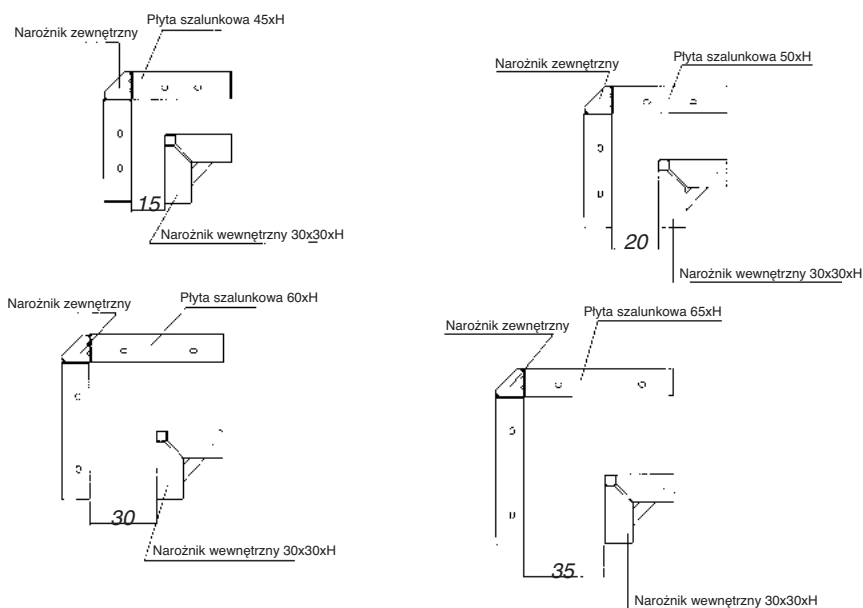 Płyta szalunkowa 45xH
Narożnik zewnętrzny
15
Narożnik wewnętrzny 30x30xH
Płyta szalunkowa 50xH
Narożnik zewnętrzny
20
Narożnik wewnętrzny 30x30xH
Płyta szalunkowa 60xH
Narożnik zewnętrzny
30
Narożnik wewnętrzny 30x30xH
Płyta szalunkowa 65xH
Narożnik zewnętrzny
35
Narożnik wewnętrzny 30x30xH